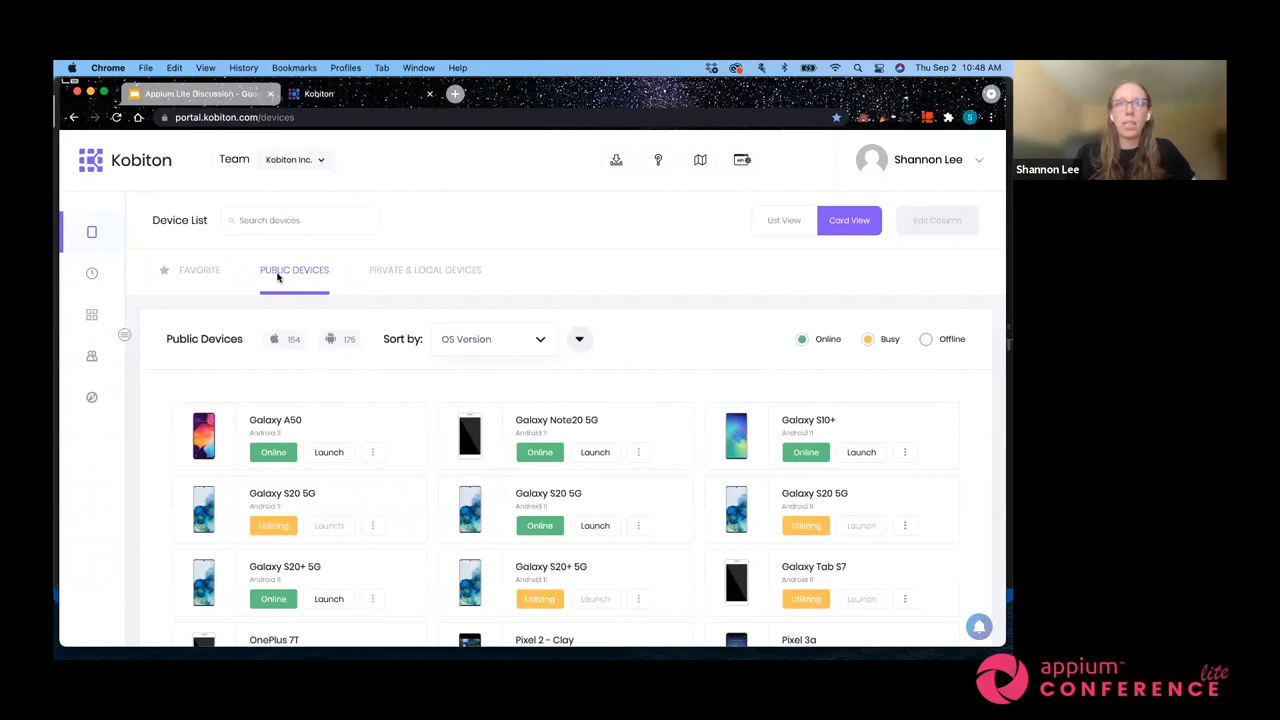 Chrome File Edit View History Bookmarks Profiles Tab Window Help Thu Sep 2 10:48 AM
Appium Lite Discussion - Goo
Kobiton
portal.kobiton.com/devices
Kobiton Team Kobiton Inc. API Shannon Lee
Shannon Lee
Device List Search devices List View Card View Edit Column
FAVORITE PUBLIC DEVICES PRIVATE & LOCAL DEVICES
Public Devices 154 175 Sort by: OS Version Online Busy Offline
Galaxy A50 Galaxy Note20 5G Galaxy S10+
Android 11 Android 11 Android 11
Online Launch Online Launch Online Launch
Galaxy S20 5G Galaxy S20 5G Galaxy S20 5G
Android 11 Android 11 Android 11
Utilizing Launch Online Launch Utilizing Launch
Galaxy S20+ 5G Galaxy S20+ 5G Galaxy Tab S7
Android 11 Android 11 Android 11
Online Launch Utilizing Launch Utilizing Launch
OnePlus 7T Pixel 2 - Clay Pixel 3a
appium™ lite
CONFERENCE